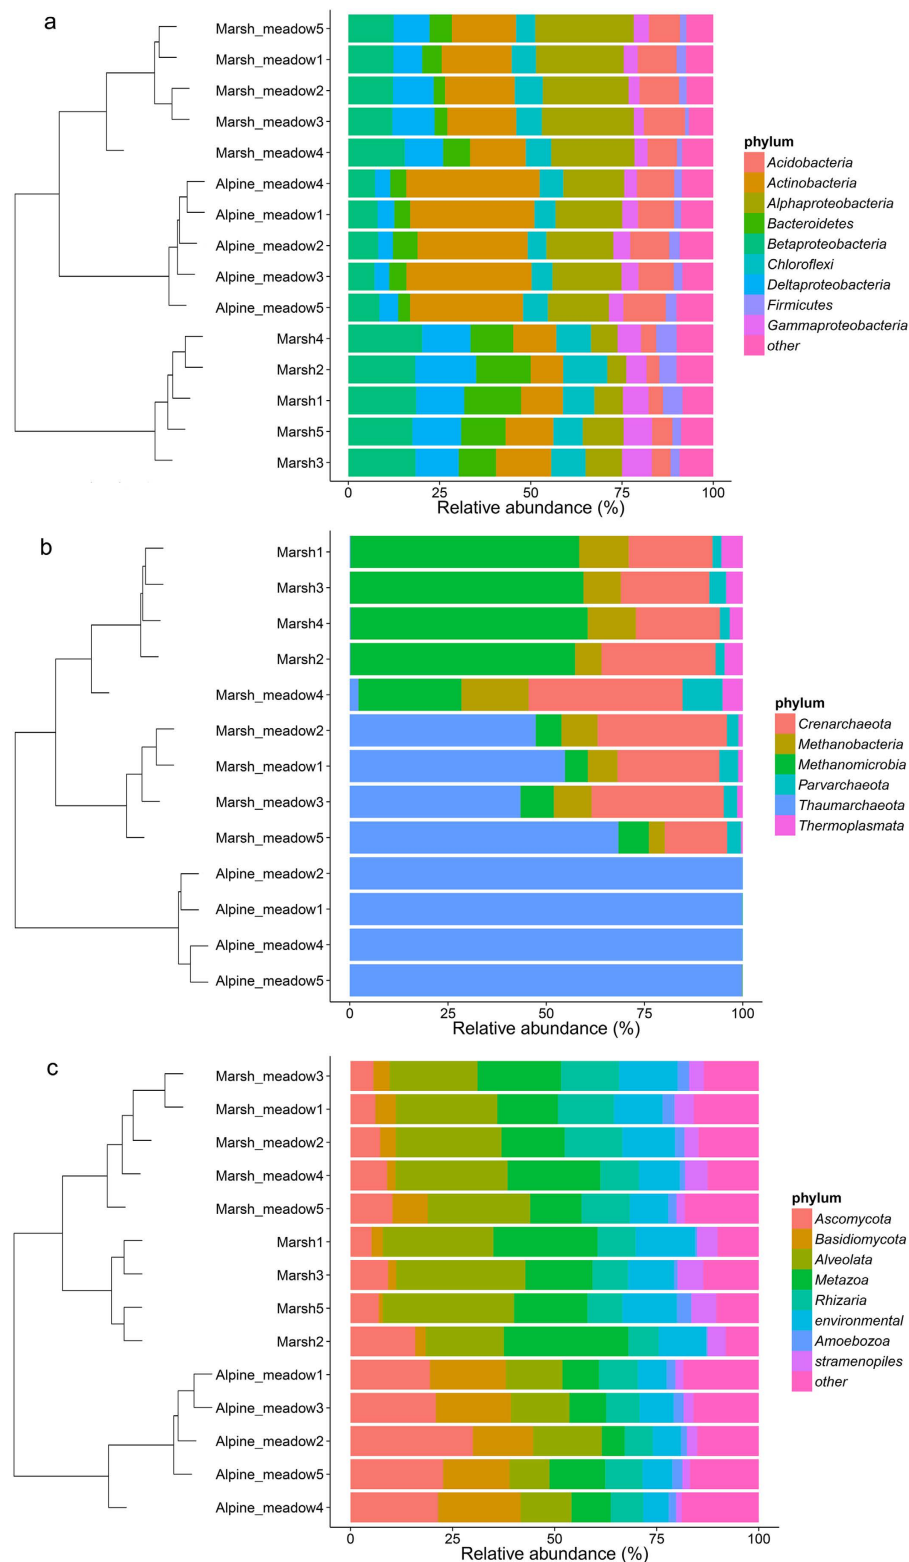 a
Marsh_meadow5
Marsh_meadow1
Marsh_meadow2
Marsh_meadow3
Marsh_meadow4
Alpine_meadow4
Alpine_meadow1
Alpine_meadow2
Alpine_meadow3
Alpine_meadow5
Marsh4
Marsh2
Marsh1
Marsh5
Marsh3
0 25 50 75 100
Relative abundance (%)
phylum
Acidobacteria
Actinobacteria
Alphaproteobacteria
Bacteroidetes
Betaproteobacteria
Chloroflexi
Deltaproteobacteria
Firmicutes
Gammaproteobacteria
other
b
Marsh1
Marsh3
Marsh4
Marsh2
Marsh_meadow4
Marsh_meadow2
Marsh_meadow1
Marsh_meadow3
Marsh_meadow5
Alpine_meadow2
Alpine_meadow1
Alpine_meadow4
Alpine_meadow5
0 25 50 75 100
Relative abundance (%)
phylum
Crenarchaeota
Methanobacteria
Methanomicrobia
Parvarchaeota
Thaumarchaeota
Thermoplasmata
c
Marsh_meadow3
Marsh_meadow1
Marsh_meadow2
Marsh_meadow4
Marsh_meadow5
Marsh1
Marsh3
Marsh5
Marsh2
Alpine_meadow1
Alpine_meadow3
Alpine_meadow2
Alpine_meadow5
Alpine_meadow4
0 25 50 75 100
Relative abundance (%)
phylum
Ascomycota
Basidiomycota
Alveolata
Metazoa
Rhizaria
environmental
Amoebozoa
stramenopiles
other